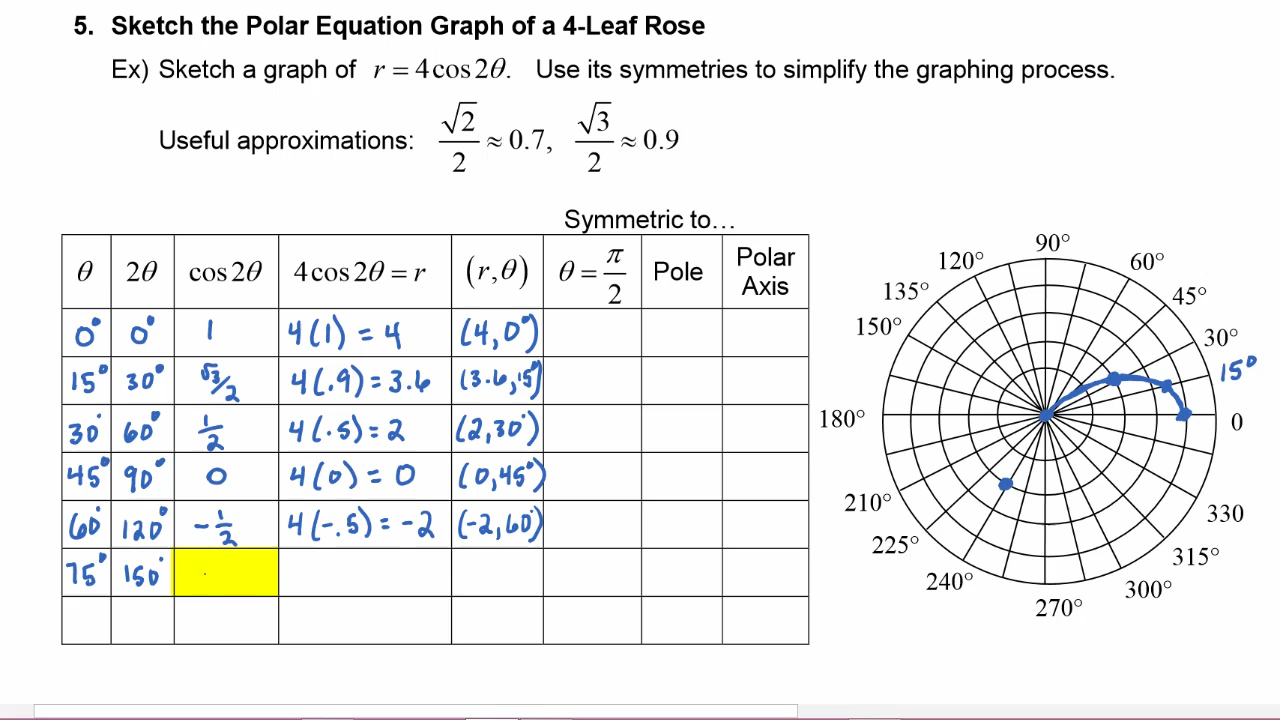 5. Sketch the Polar Equation Graph of a 4-Leaf Rose
Ex) Sketch a graph of r = 4cos2θ. Use its symmetries to simplify the graphing process.
Useful approximations: √2/2 ≈ 0.7, √3/2 ≈ 0.9
Symmetric to…
θ 2θ cos2θ 4cos2θ = r (r,θ) θ = π/2 Pole Polar Axis
0° 0° 1 4(1) = 4 (4,0°)
15° 30° √3/2 4(.9) = 3.6 (3.6,15°)
30° 60° 1/2 4(.5) = 2 (2,30°)
45° 90° 0 4(0) = 0 (0,45°)
60° 120° -1/2 4(-.5) = -2 (-2,60°)
75° 150°
90°
120° 60°
135° 45°
150° 30°
15°
180° 0
210° 330
225° 315°
240° 300°
270°